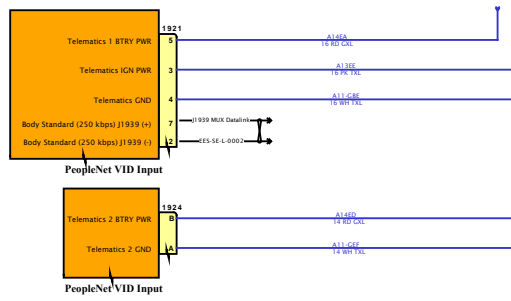 1921
Telematics 1 BTRY PWR 5 A14EA
16 RD GXL
Telematics IGN PWR 3 A13EE
16 PK TXL
Telematics GND 4 A11-GBE
16 WH TXL
Body Standard (250 kbps) J1939 (+) 7 J1939 MUX Datalink
Body Standard (250 kbps) J1939 (-) 2 EES-SE-L-0002
PeopleNet VID Input
1924
Telematics 2 BTRY PWR B A14ED
14 RD GXL
Telematics 2 GND A A11-GEF
14 WH TXL
PeopleNet VID Input